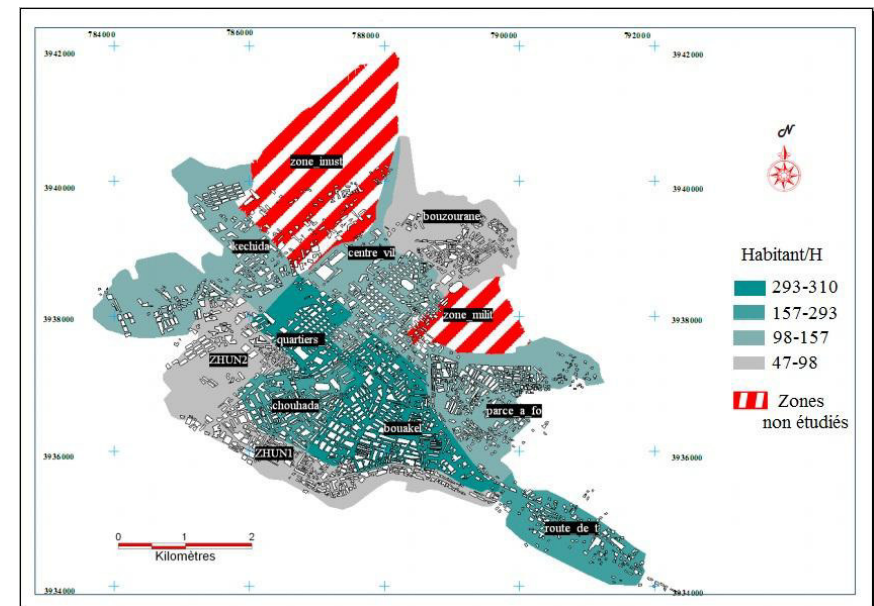 784000 786000 788000 790000 792000
3942000 3942000
N
zone_inust
3940000 3940000
bouzourane
kechida centre_vil
Habitant/H
293-310
zone_milit
3938000 3938000
157-293
quartiers
98-157
ZHUN2
47-98
chouhada
Zones
non étudiés
parce_a_fo
bouakel
ZHUN1
3936000 3936000
route_de_t
0 1 2
Kilomètres
3934000 3934000